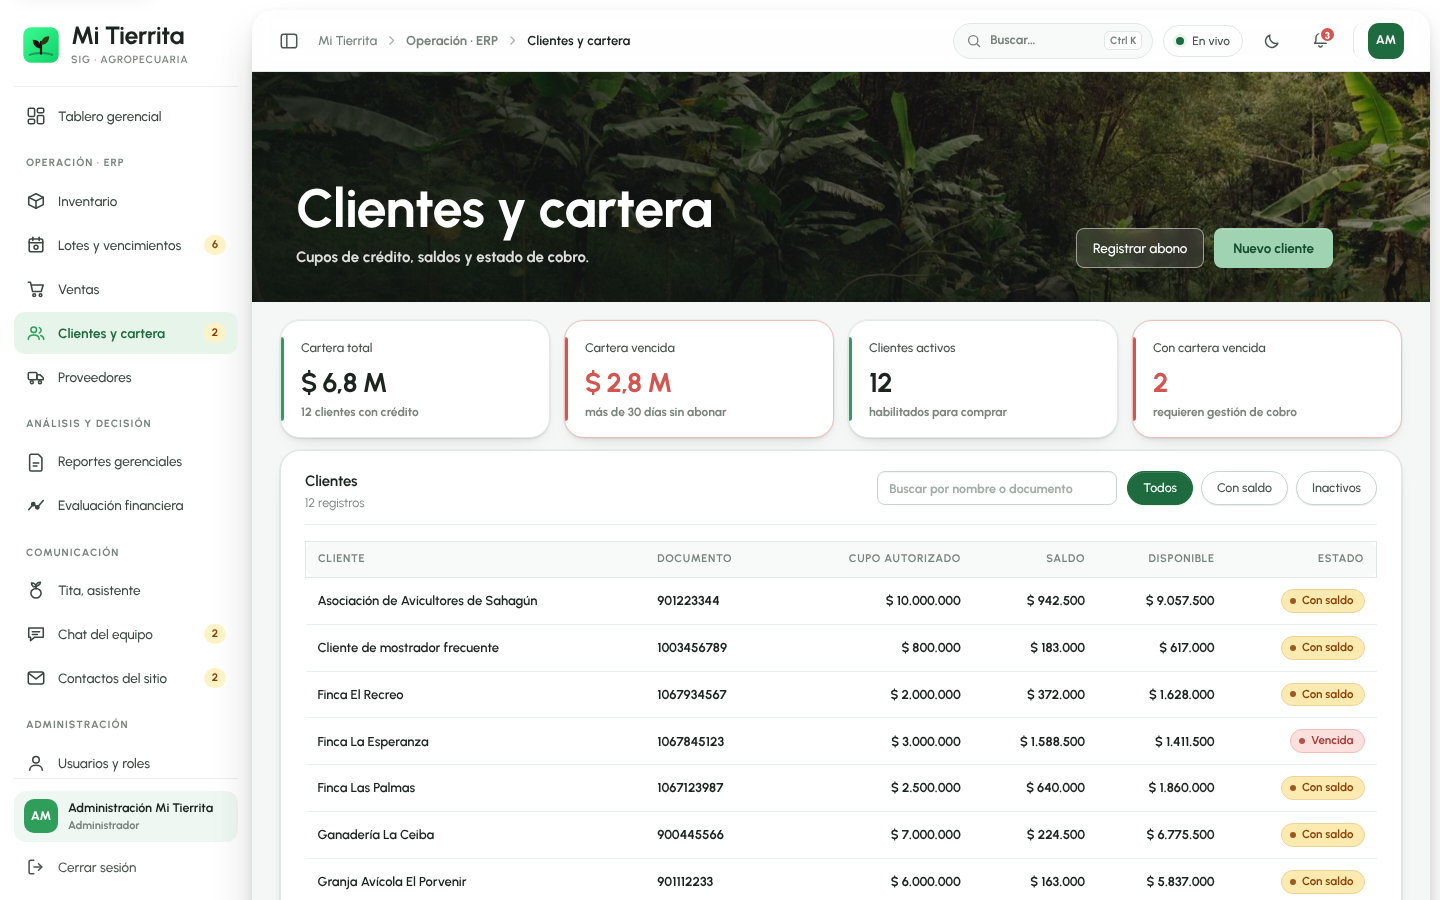 Mi Tierrita
SIG · AGROPECUARIA
Tablero gerencial
OPERACIÓN · ERP
Inventario
Lotes y vencimientos 6
Ventas
Clientes y cartera 2
Proveedores
ANÁLISIS Y DECISIÓN
Reportes gerenciales
Evaluación financiera
COMUNICACIÓN
Tita, asistente
Chat del equipo 2
Contactos del sitio 2
ADMINISTRACIÓN
Usuarios y roles
AM Administración Mi Tierrita
Administrador
Cerrar sesión
Mi Tierrita > Operación · ERP > Clientes y cartera
Buscar... Ctrl K En vivo 3 AM
Clientes y cartera
Cupos de crédito, saldos y estado de cobro.
Registrar abono Nuevo cliente
Cartera total
$ 6,8 M
12 clientes con crédito
Cartera vencida
$ 2,8 M
más de 30 días sin abonar
Clientes activos
12
habilitados para comprar
Con cartera vencida
2
requieren gestión de cobro
Clientes
12 registros
Buscar por nombre o documento Todos Con saldo Inactivos
CLIENTE DOCUMENTO CUPO AUTORIZADO SALDO DISPONIBLE ESTADO
Asociación de Avicultores de Sahagún 901223344 $ 10.000.000 $ 942.500 $ 9.057.500 Con saldo
Cliente de mostrador frecuente 1003456789 $ 800.000 $ 183.000 $ 617.000 Con saldo
Finca El Recreo 1067934567 $ 2.000.000 $ 372.000 $ 1.628.000 Con saldo
Finca La Esperanza 1067845123 $ 3.000.000 $ 1.588.500 $ 1.411.500 Vencida
Finca Las Palmas 1067123987 $ 2.500.000 $ 640.000 $ 1.860.000 Con saldo
Ganadería La Ceiba 900445566 $ 7.000.000 $ 224.500 $ 6.775.500 Con saldo
Granja Avícola El Porvenir 901112233 $ 6.000.000 $ 163.000 $ 5.837.000 Con saldo